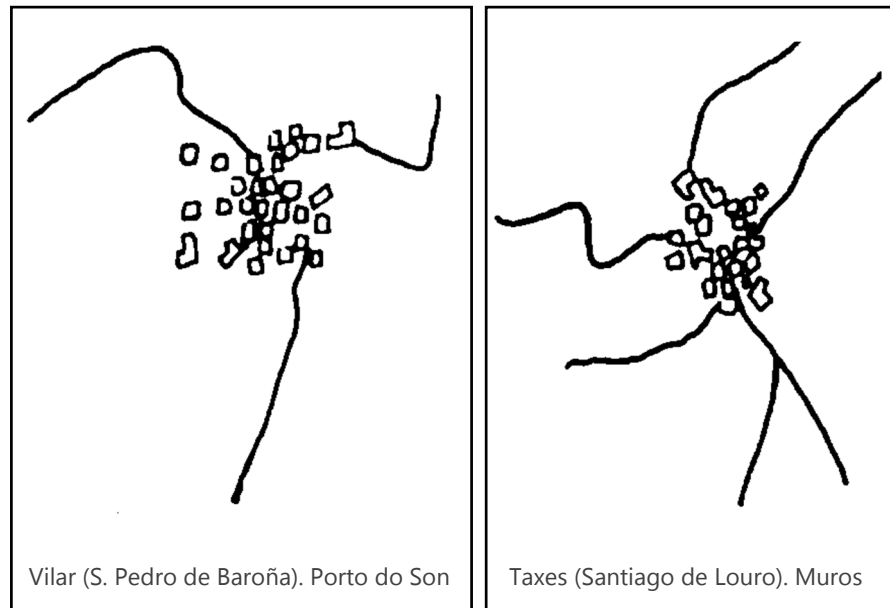 Vilar (S. Pedro de Baroña). Porto do Son
Taxes (Santiago de Louro). Muros